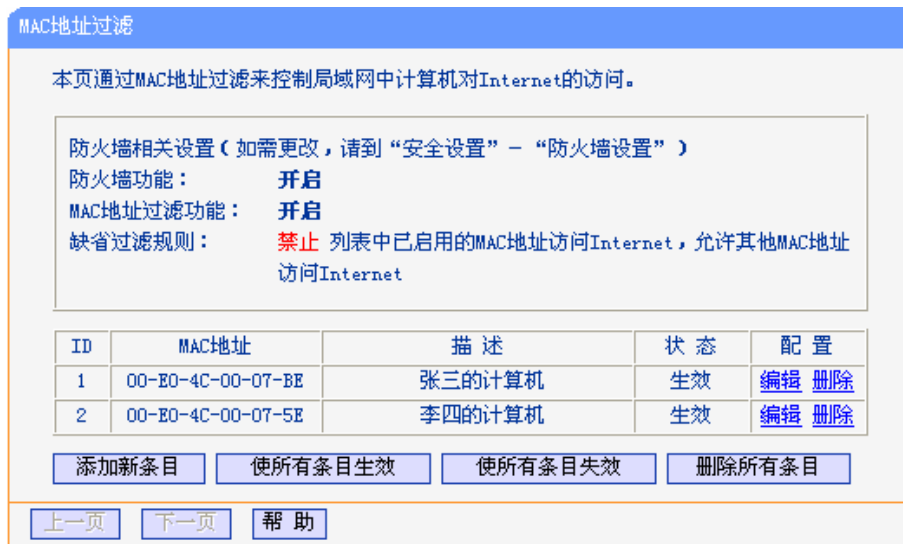 MAC地址过滤
本页通过MAC地址过滤来控制局域网中计算机对Internet的访问。
防火墙相关设置(如需更改,请到“安全设置”-“防火墙设置”)
防火墙功能: 开启
MAC地址过滤功能: 开启
缺省过滤规则: 禁止 列表中已启用的MAC地址访问Internet,允许其他MAC地址
访问Internet
ID MAC地址 描 述 状 态 配 置
1 00-E0-4C-00-07-BE 张三的计算机 生效 编辑 删除
2 00-E0-4C-00-07-5E 李四的计算机 生效 编辑 删除
添加新条目 使所有条目生效 使所有条目失效 删除所有条目
上一页 下一页 帮 助